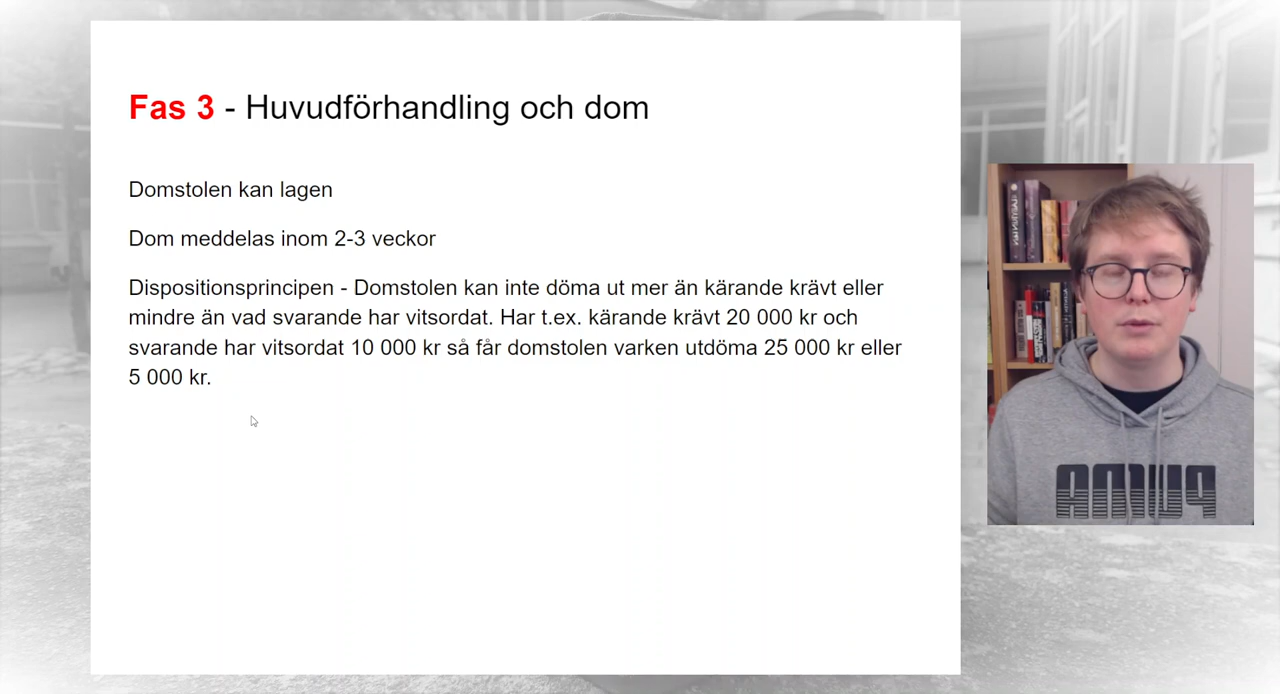 Fas 3 - Huvudförhandling och dom
Domstolen kan lagen
Dom meddelas inom 2-3 veckor
Dispositionsprincipen - Domstolen kan inte döma ut mer än kärande krävt eller
mindre än vad svarande har vitsordat. Har t.ex. kärande krävt 20 000 kr och
svarande har vitsordat 10 000 kr så får domstolen varken utdöma 25 000 kr eller
5 000 kr.